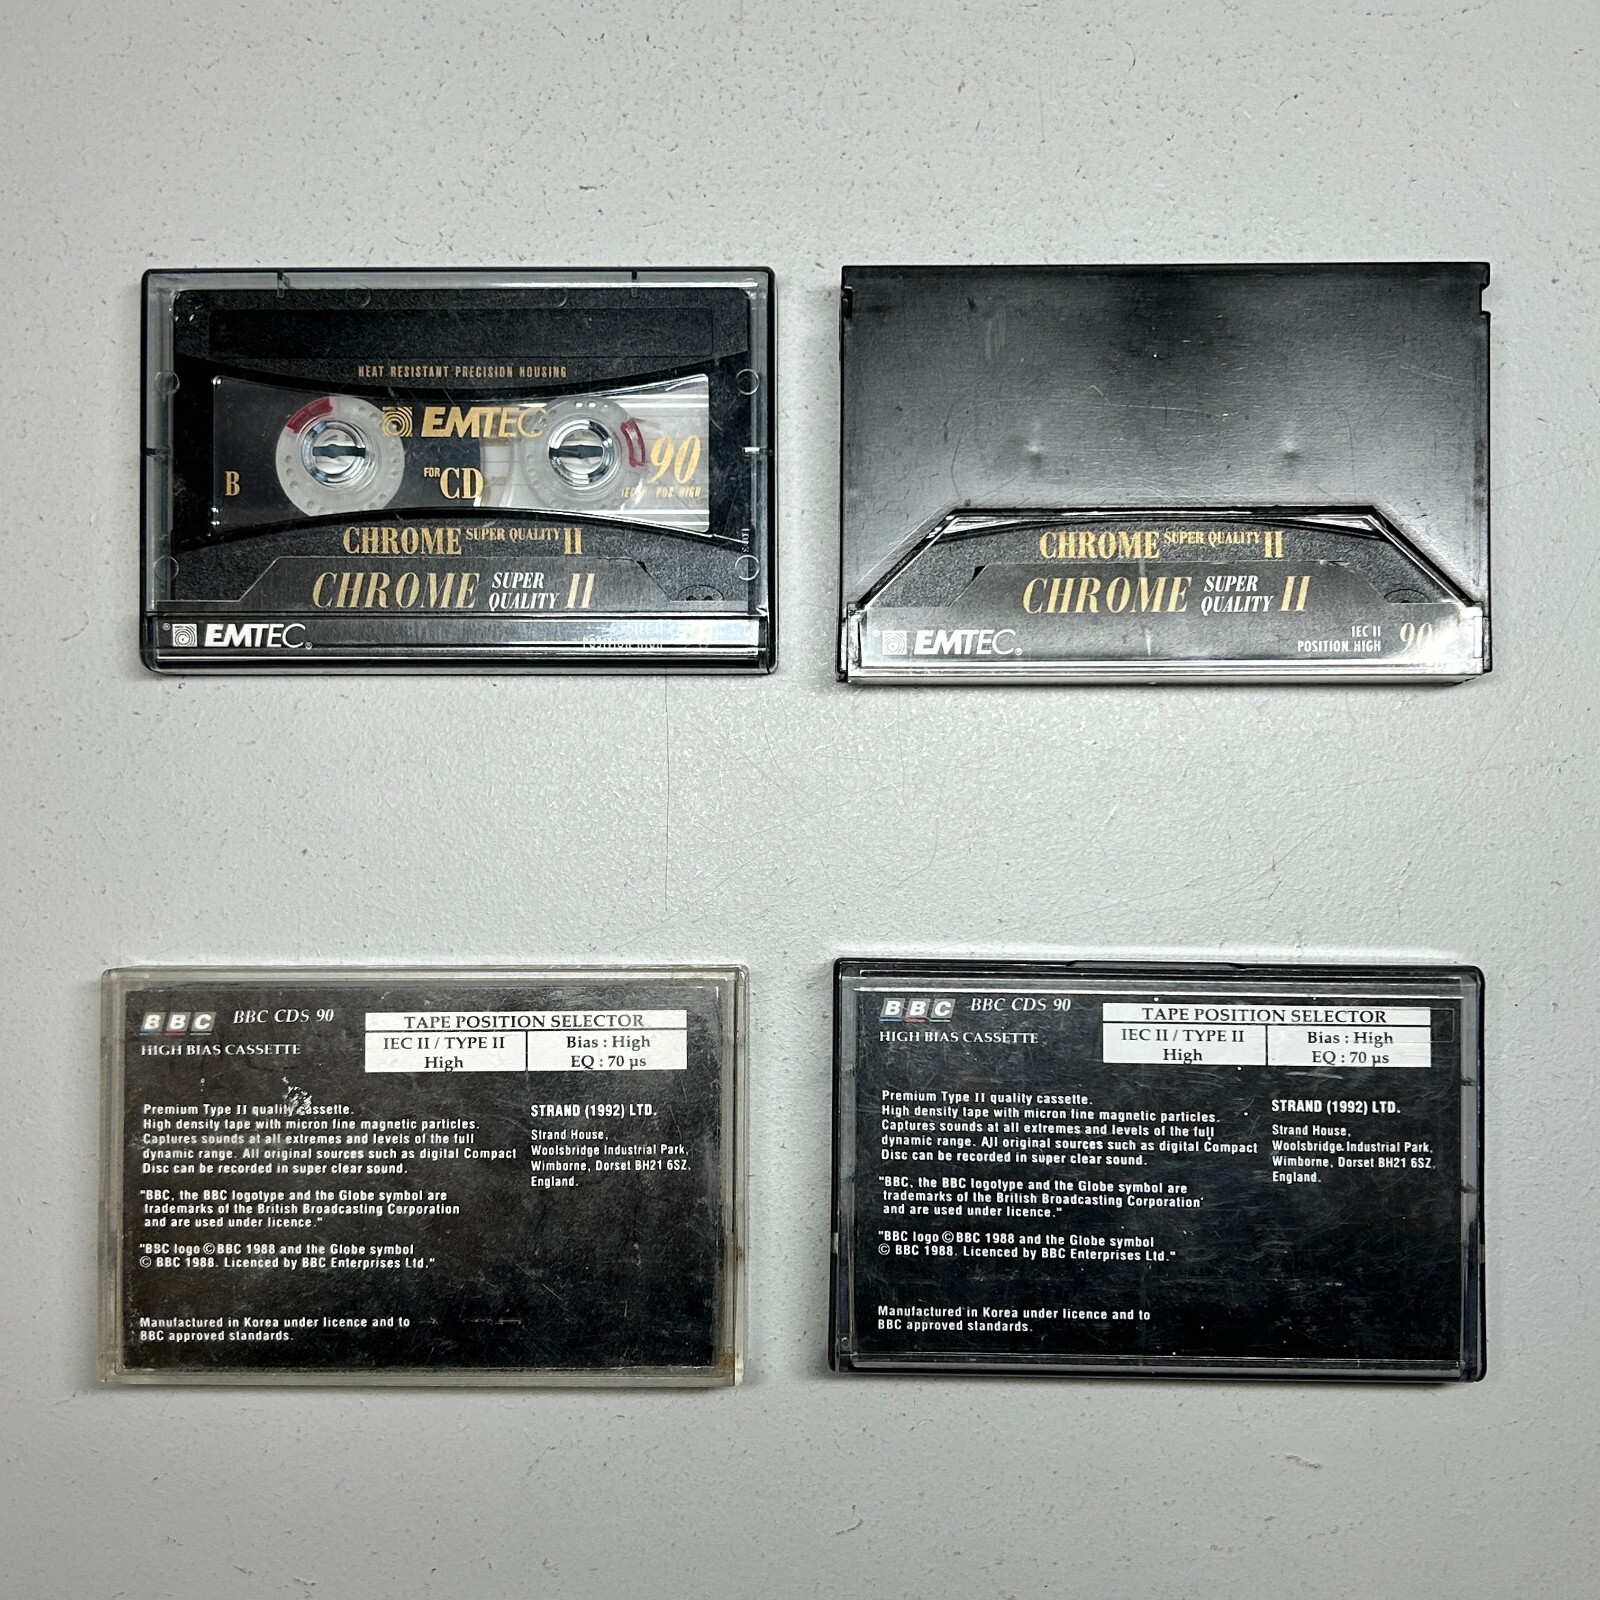 HEAT RESISTANT PRECISION HOUSING
EMTEC
B
FOR CD
90
CHROME SUPER QUALITY II
CHROME SUPER QUALITY II
® EMTEC®
CHROME SUPER QUALITY II
CHROME SUPER QUALITY II
® EMTEC®
IEC II
POSITION HIGH
90
BBC BBC CDS 90
HIGH BIAS CASSETTE
TAPE POSITION SELECTOR
IEC II / TYPE II
High
Bias : High
EQ : 70 µs
Premium Type II quality cassette.
High density tape with micron fine magnetic particles.
Captures sounds at all extremes and levels of the full
dynamic range. All original sources such as digital Compact
Disc can be recorded in super clear sound.
"BBC, the BBC logotype and the Globe symbol are
trademarks of the British Broadcasting Corporation
and are used under licence."
"BBC logo © BBC 1988 and the Globe symbol
© BBC 1988. Licenced by BBC Enterprises Ltd."
Manufactured in Korea under licence and to
BBC approved standards.
STRAND (1992) LTD.
Strand House,
Woolsbridge Industrial Park,
Wimborne, Dorset BH21 6SZ.
England.
BBC BBC CDS 90
HIGH BIAS CASSETTE
TAPE POSITION SELECTOR
IEC II / TYPE II
High
Bias : High
EQ : 70 µs
Premium Type II quality cassette.
High density tape with micron fine magnetic particles.
Captures sounds at all extremes and levels of the full
dynamic range. All original sources such as digital Compact
Disc can be recorded in super clear sound.
"BBC, the BBC logotype and the Globe symbol are
trademarks of the British Broadcasting Corporation
and are used under licence."
"BBC logo © BBC 1988 and the Globe symbol
© BBC 1988. Licenced by BBC Enterprises Ltd."
Manufactured in Korea under licence and to
BBC approved standards.
STRAND (1992) LTD.
Strand House,
Woolsbridge Industrial Park,
Wimborne, Dorset BH21 6SZ.
England.